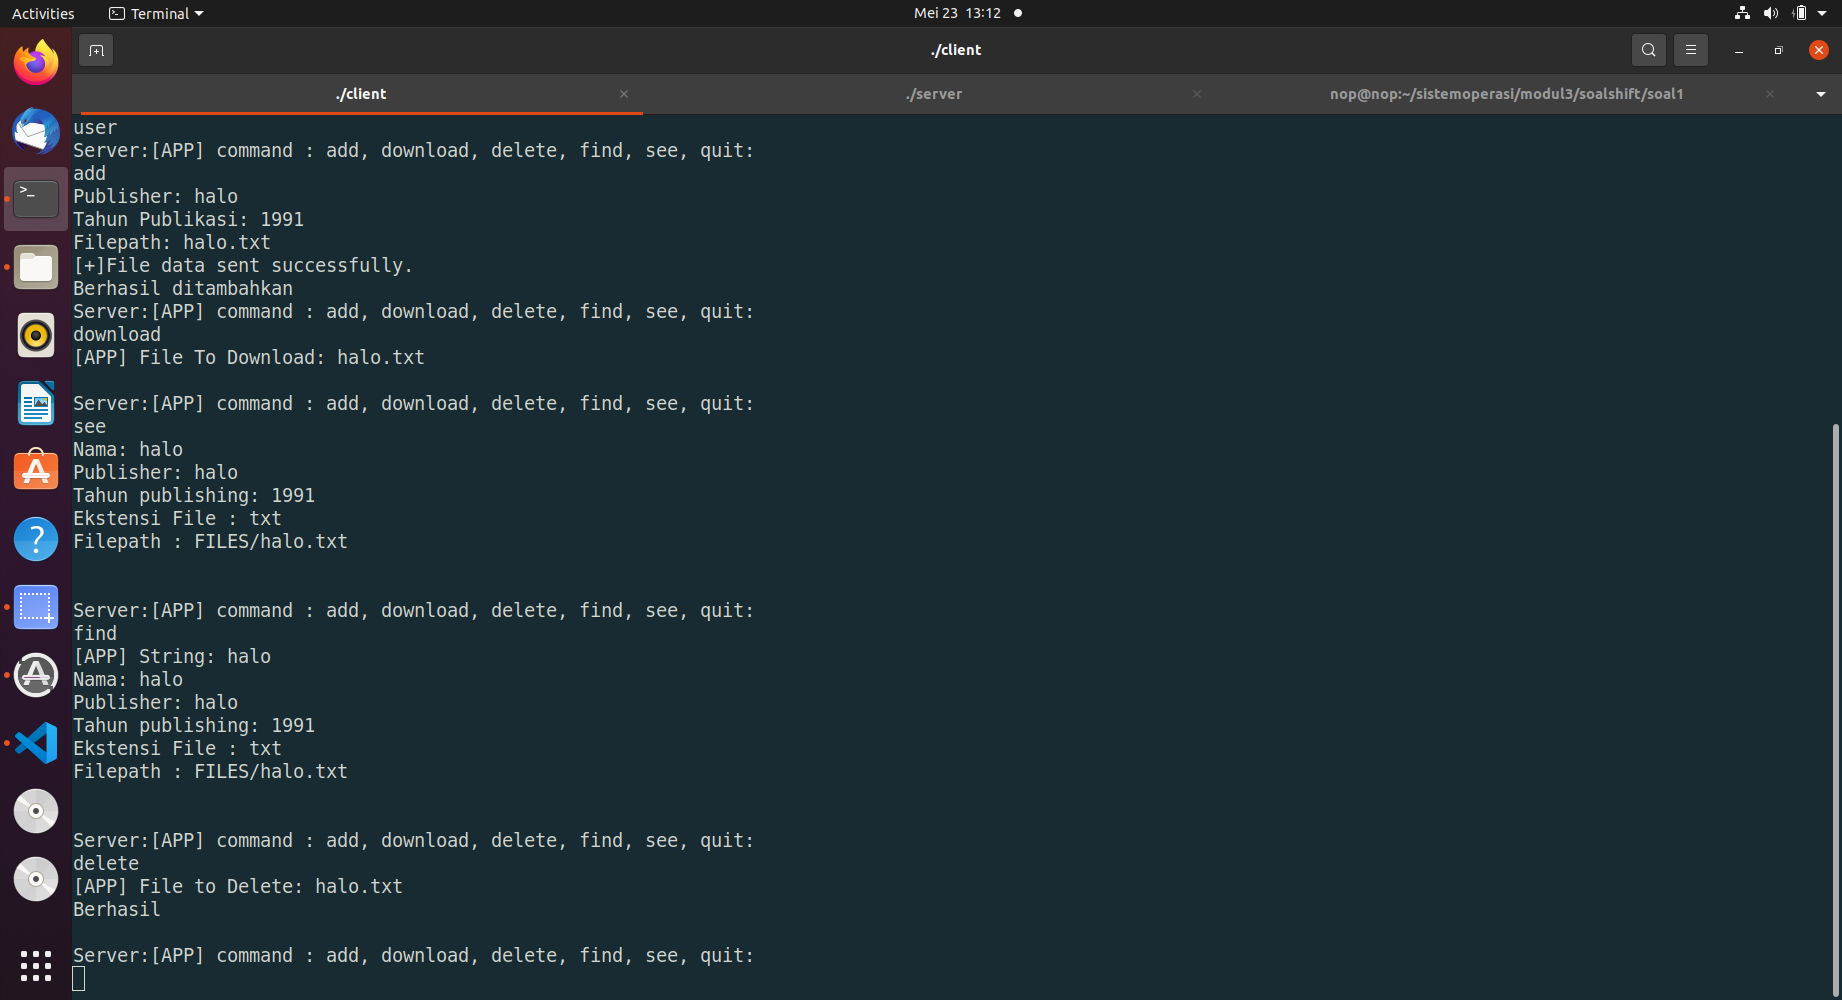 Activities
Terminal
Mei 23 13:12
./client
./client
./server
nop@nop:~/sistemoperasi/modul3/soalshift/soal1
user
Server:[APP] command : add, download, delete, find, see, quit:
add
Publisher: halo
Tahun Publikasi: 1991
Filepath: halo.txt
[+]File data sent successfully.
Berhasil ditambahkan
Server:[APP] command : add, download, delete, find, see, quit:
download
[APP] File To Download: halo.txt
Server:[APP] command : add, download, delete, find, see, quit:
see
Nama: halo
Publisher: halo
Tahun publishing: 1991
Ekstensi File : txt
Filepath : FILES/halo.txt
Server:[APP] command : add, download, delete, find, see, quit:
find
[APP] String: halo
Nama: halo
Publisher: halo
Tahun publishing: 1991
Ekstensi File : txt
Filepath : FILES/halo.txt
Server:[APP] command : add, download, delete, find, see, quit:
delete
[APP] File to Delete: halo.txt
Berhasil
Server:[APP] command : add, download, delete, find, see, quit: